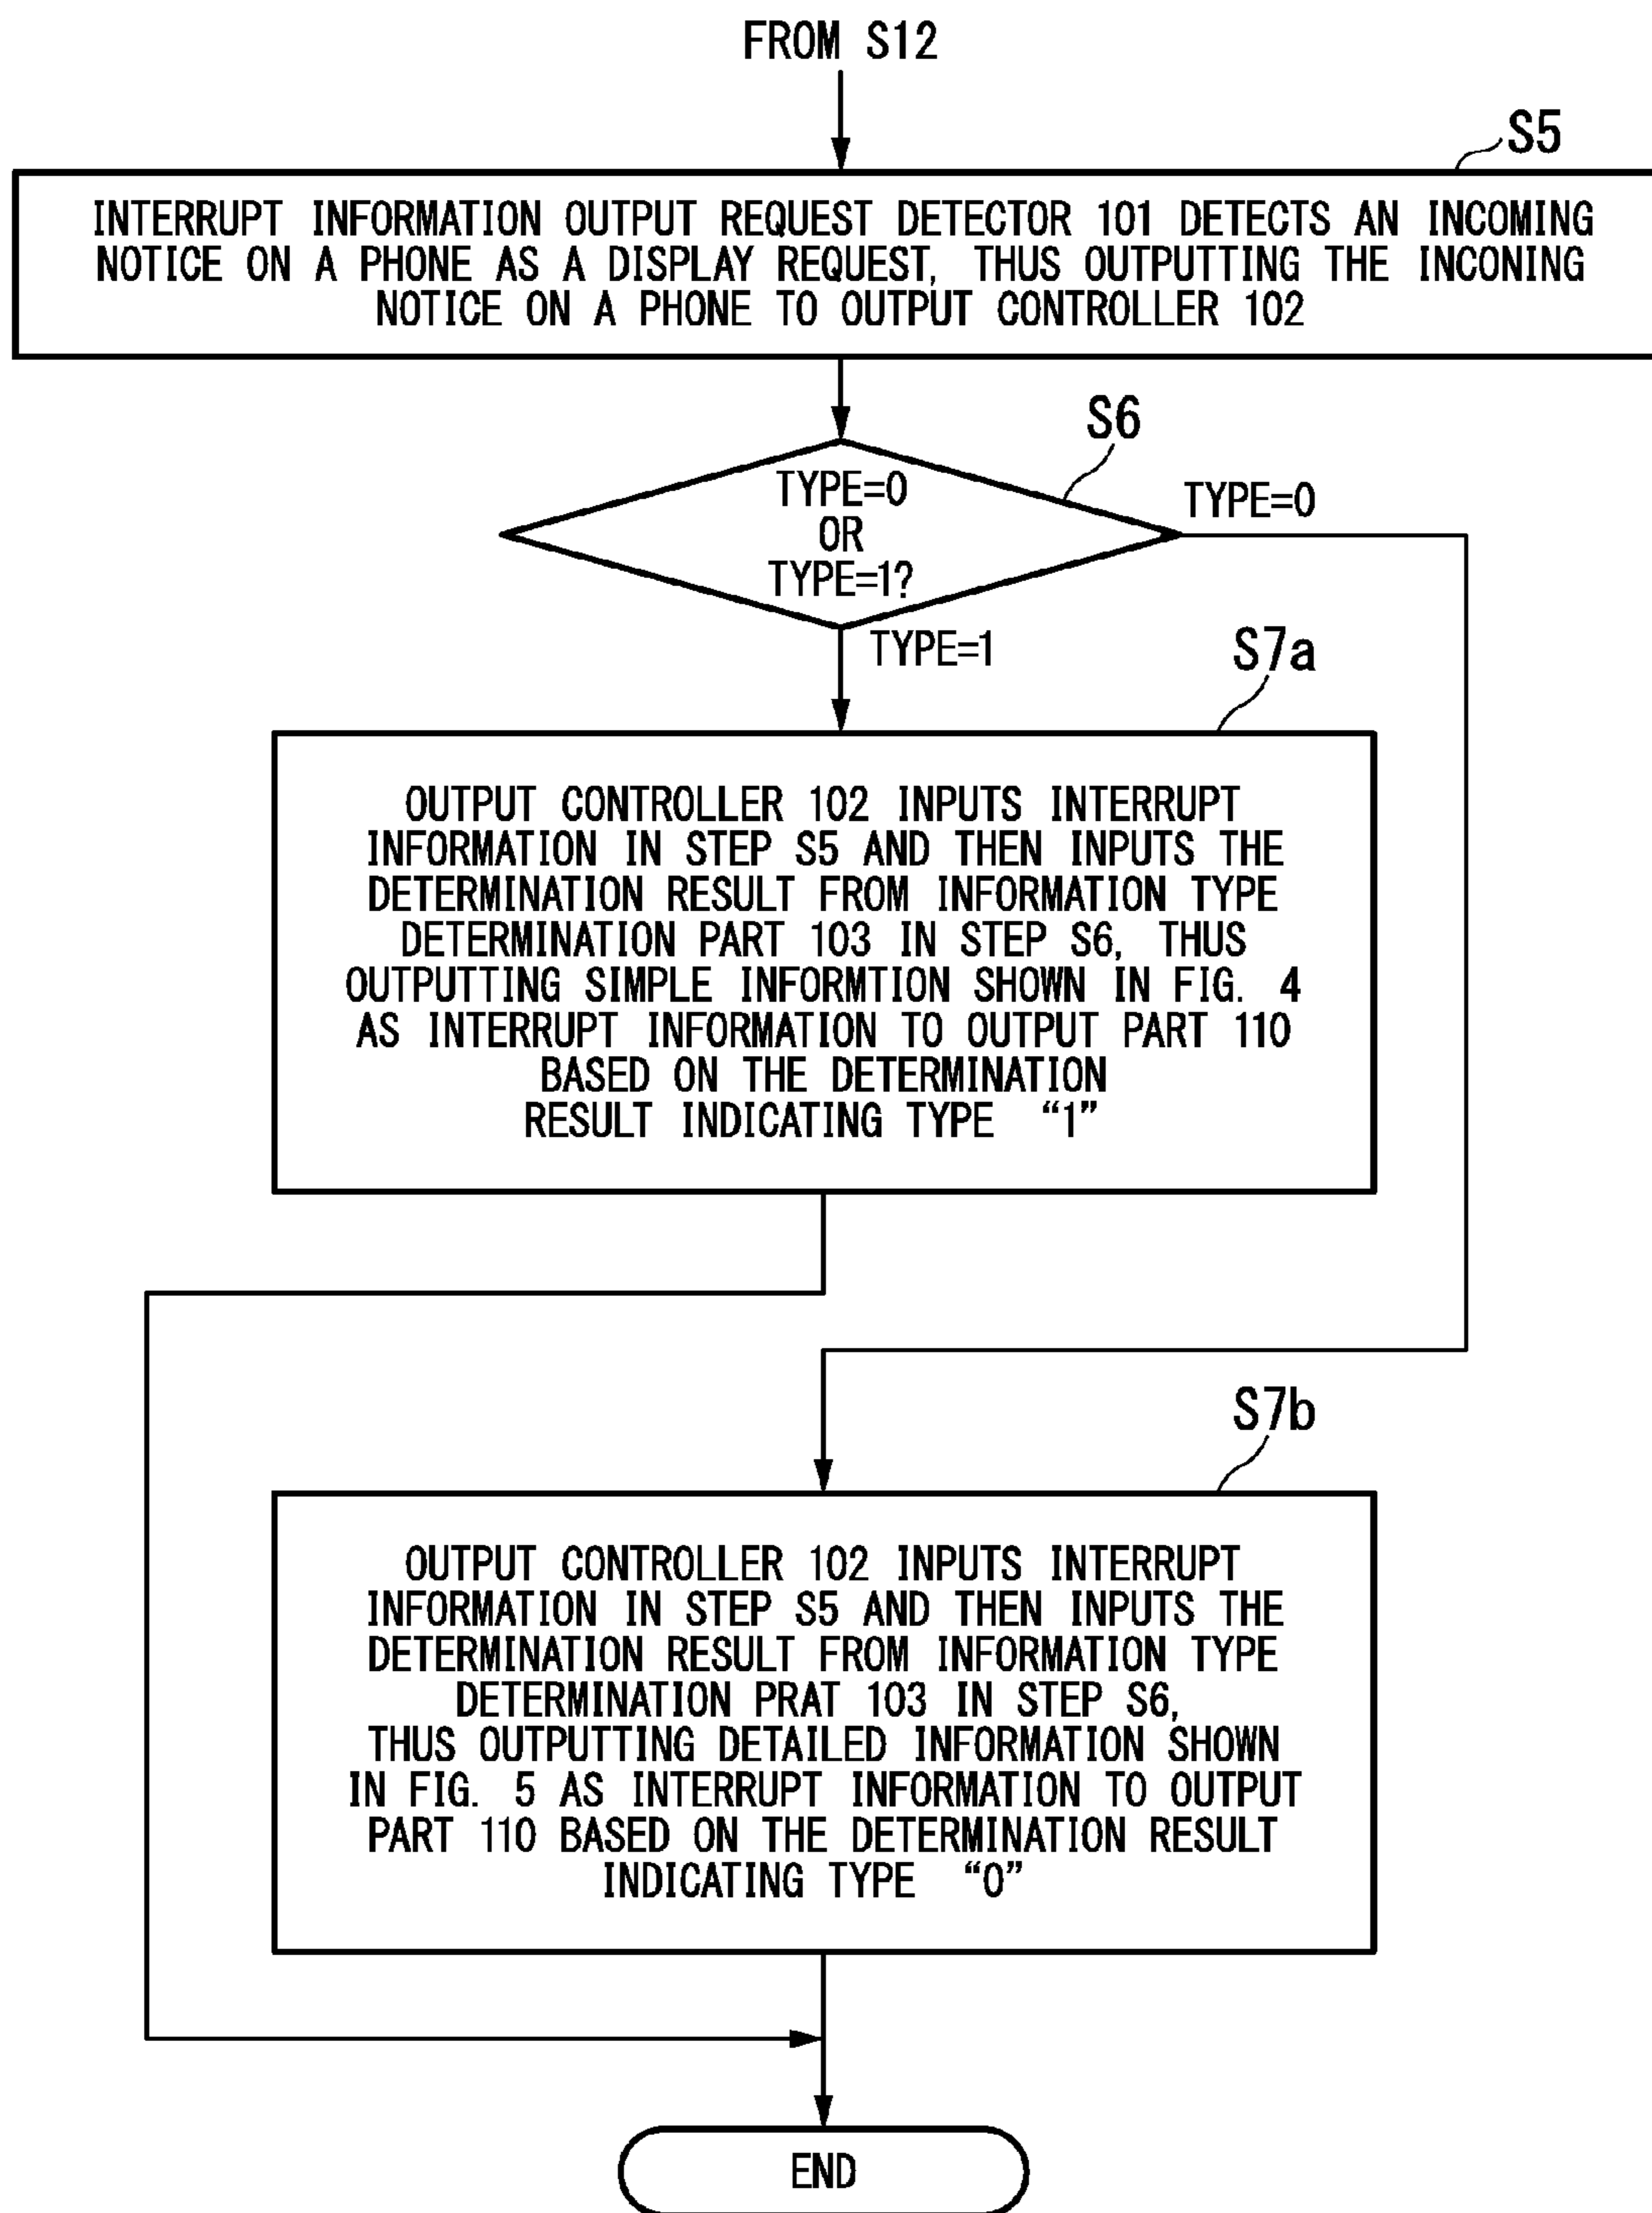 FROM S12
S5
INTERRUPT INFORMATION OUTPUT REQUEST DETECTOR 101 DETECTS AN INCOMING
NOTICE ON A PHONE AS A DISPLAY REQUEST, THUS OUTPUTTING THE INCONING
NOTICE ON A PHONE TO OUTPUT CONTROLLER 102
S6
TYPE=0
OR
TYPE=1?
TYPE=0
TYPE=1
S7a
OUTPUT CONTROLLER 102 INPUTS INTERRUPT
INFORMATION IN STEP S5 AND THEN INPUTS THE
DETERMINATION RESULT FROM INFORMATION TYPE
DETERMINATION PART 103 IN STEP S6, THUS
OUTPUTTING SIMPLE INFORMTION SHOWN IN FIG. 4
AS INTERRUPT INFORMATION TO OUTPUT PART 110
BASED ON THE DETERMINATION
RESULT INDICATING TYPE “1”
S7b
OUTPUT CONTROLLER 102 INPUTS INTERRUPT
INFORMATION IN STEP S5 AND THEN INPUTS THE
DETERMINATION RESULT FROM INFORMATION TYPE
DETERMINATION PRAT 103 IN STEP S6,
THUS OUTPUTTING DETAILED INFORMATION SHOWN
IN FIG. 5 AS INTERRUPT INFORMATION TO OUTPUT
PART 110 BASED ON THE DETERMINATION RESULT
INDICATING TYPE “0”
END